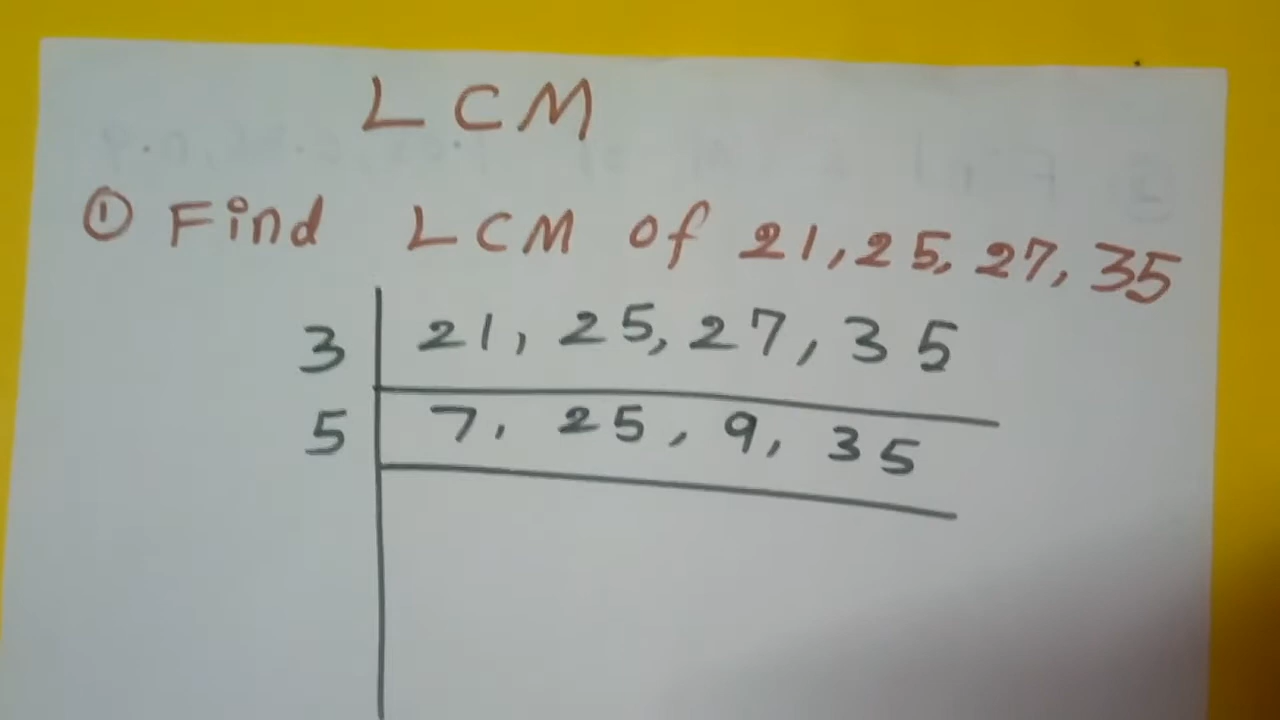 LCM
① Find LCM of 21, 25, 27, 35
3 | 21, 25, 27, 35
5 | 7, 25, 9, 35